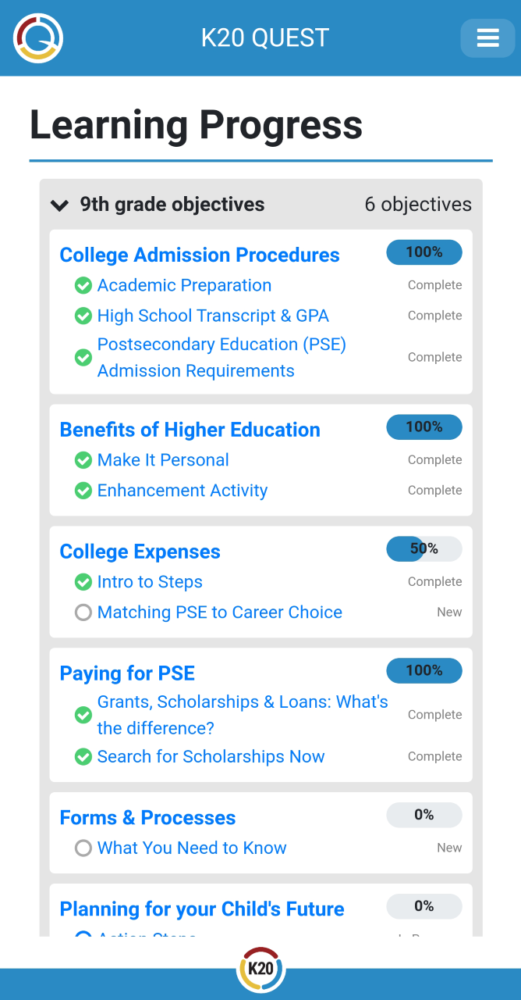 K20 QUEST
Learning Progress
9th grade objectives 6 objectives
College Admission Procedures 100%
Academic Preparation Complete
High School Transcript & GPA Complete
Postsecondary Education (PSE)
Admission Requirements Complete
Benefits of Higher Education 100%
Make It Personal Complete
Enhancement Activity Complete
College Expenses 50%
Intro to Steps Complete
Matching PSE to Career Choice New
Paying for PSE 100%
Grants, Scholarships & Loans: What's
the difference? Complete
Search for Scholarships Now Complete
Forms & Processes 0%
What You Need to Know New
Planning for your Child's Future 0%
K20